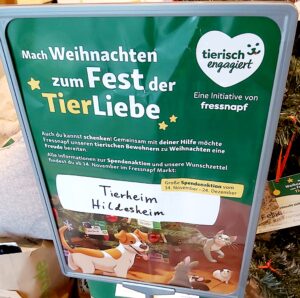 Mach Weihnachten
zum Fest der
TierLiebe
tierisch
engagiert
Eine Initiative von
fressnapf
Auch du kannst schenken! Gemeinsam mit deiner Hilfe möchte
Fressnapf unseren tierischen Bewohnern zu Weihnachten eine
Freude bereiten.
Alle Informationen zur Spendenaktion und unsere Wunschzettel
findest du ab 14. November im Fressnapf Markt:
Große Spendenaktion vom
14. November - 24. Dezember
Tierheim
Hildesheim